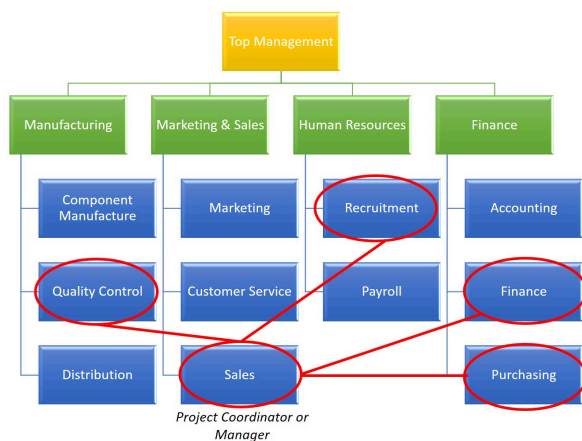 Top Management
Manufacturing
Marketing & Sales
Human Resources
Finance
Component
Manufacture
Marketing
Recruitment
Accounting
Quality Control
Customer Service
Payroll
Finance
Distribution
Sales
Purchasing
Project Coordinator or
Manager